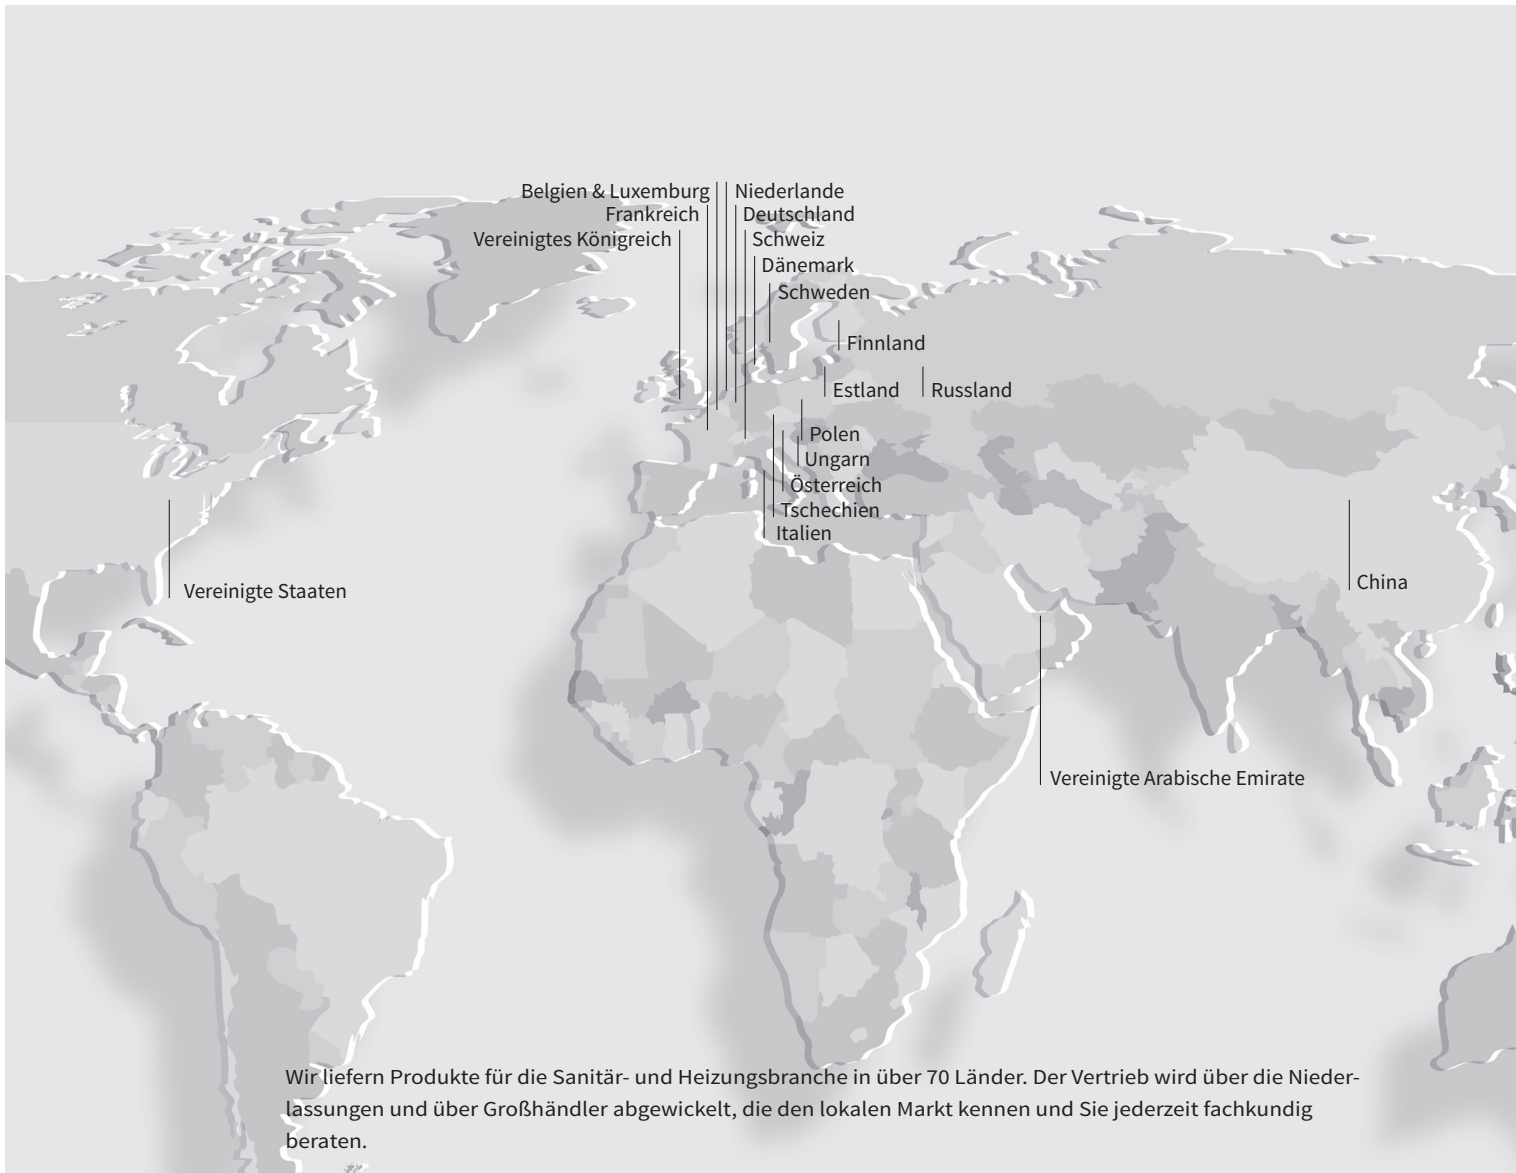 Belgien & Luxemburg
Niederlande
Frankreich
Deutschland
Vereinigtes Königreich
Schweiz
Dänemark
Schweden
Finnland
Estland
Russland
Polen
Ungarn
Österreich
Tschechien
Italien
China
Vereinigte Staaten
Vereinigte Arabische Emirate
Wir liefern Produkte für die Sanitär- und Heizungsbranche in über 70 Länder. Der Vertrieb wird über die Nieder-
lassungen und über Großhändler abgewickelt, die den lokalen Markt kennen und Sie jederzeit fachkundig
beraten.